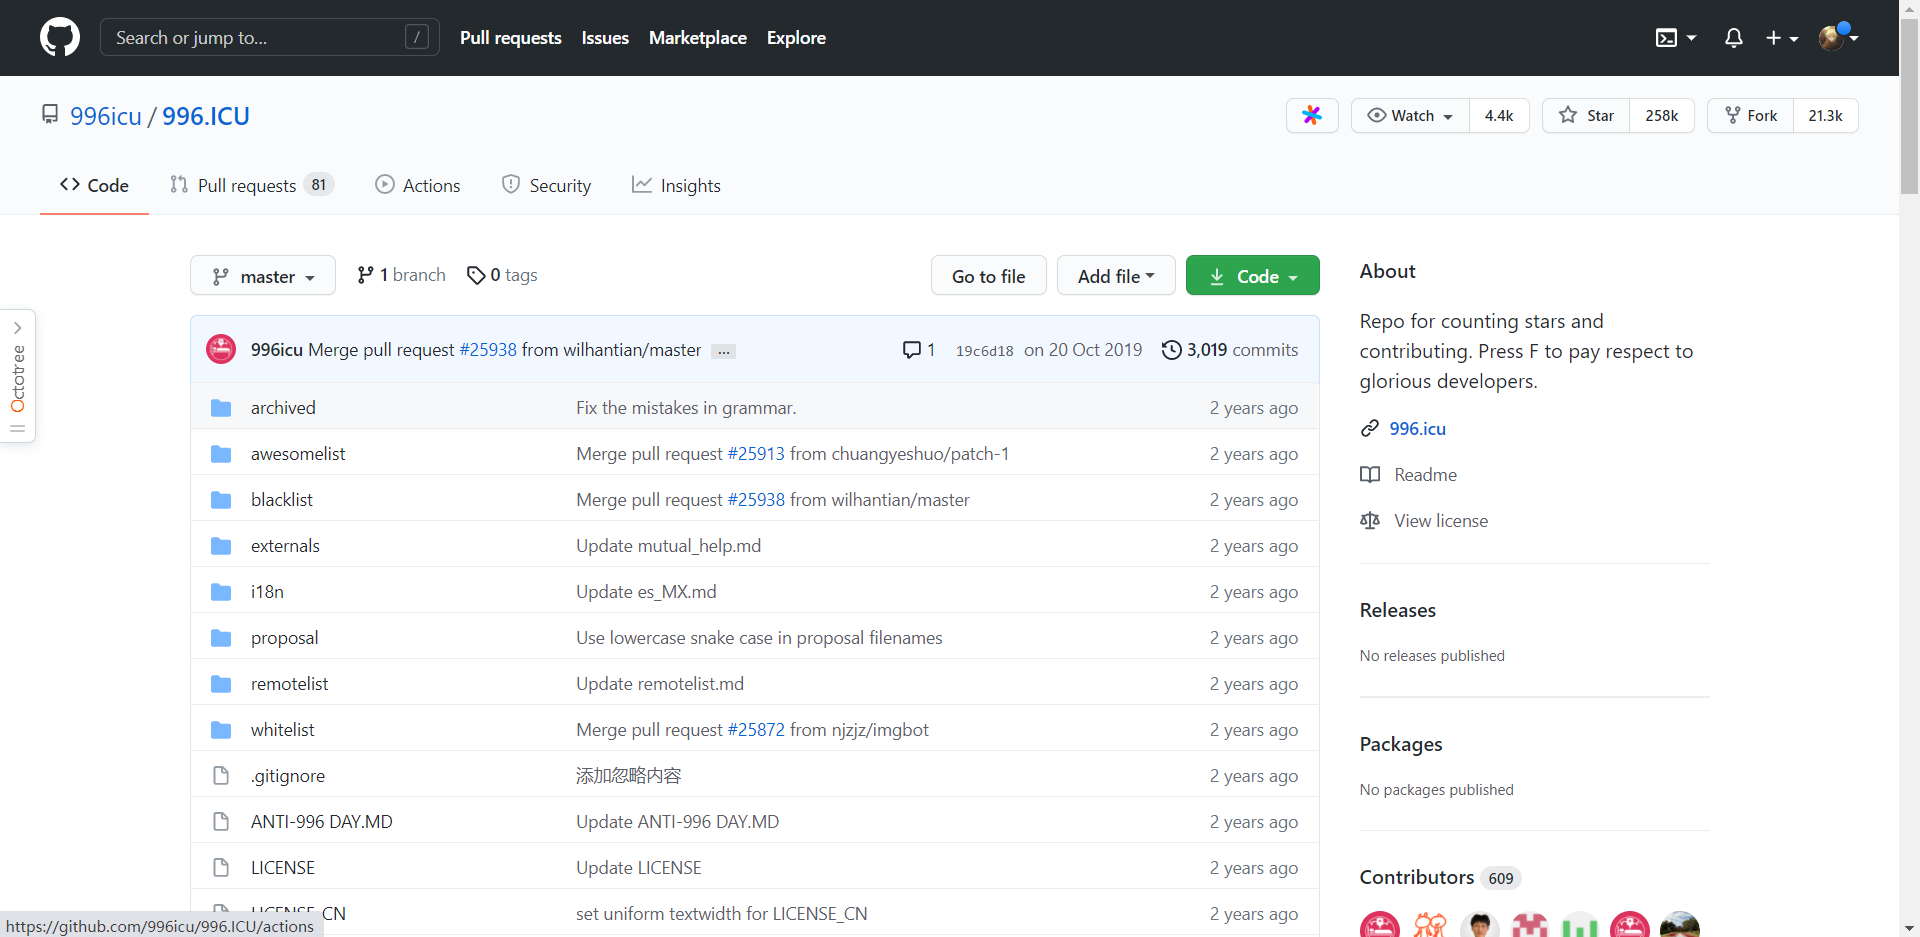 Search or jump to... /
Pull requests Issues Marketplace Explore
996icu / 996.ICU
Watch 4.4k Star 258k Fork 21.3k
Code Pull requests 81 Actions Security Insights
master 1 branch 0 tags Go to file Add file Code
996icu Merge pull request #25938 from wilhantian/master ... 1 19c6d18 on 20 Oct 2019 3,019 commits
archived Fix the mistakes in grammar. 2 years ago
awesomelist Merge pull request #25913 from chuangyeshuo/patch-1 2 years ago
blacklist Merge pull request #25938 from wilhantian/master 2 years ago
externals Update mutual_help.md 2 years ago
i18n Update es_MX.md 2 years ago
proposal Use lowercase snake case in proposal filenames 2 years ago
remotelist Update remotelist.md 2 years ago
whitelist Merge pull request #25872 from njzjz/imgbot 2 years ago
.gitignore 添加忽略内容 2 years ago
ANTI-996 DAY.MD Update ANTI-996 DAY.MD 2 years ago
LICENSE Update LICENSE 2 years ago
LICENSE_CN set uniform textwidth for LICENSE_CN 2 years ago
About
Repo for counting stars and
contributing. Press F to pay respect to
glorious developers.
996.icu
Readme
View license
Releases
No releases published
Packages
No packages published
Contributors 609
Octotree
https://github.com/996icu/996.ICU/actions